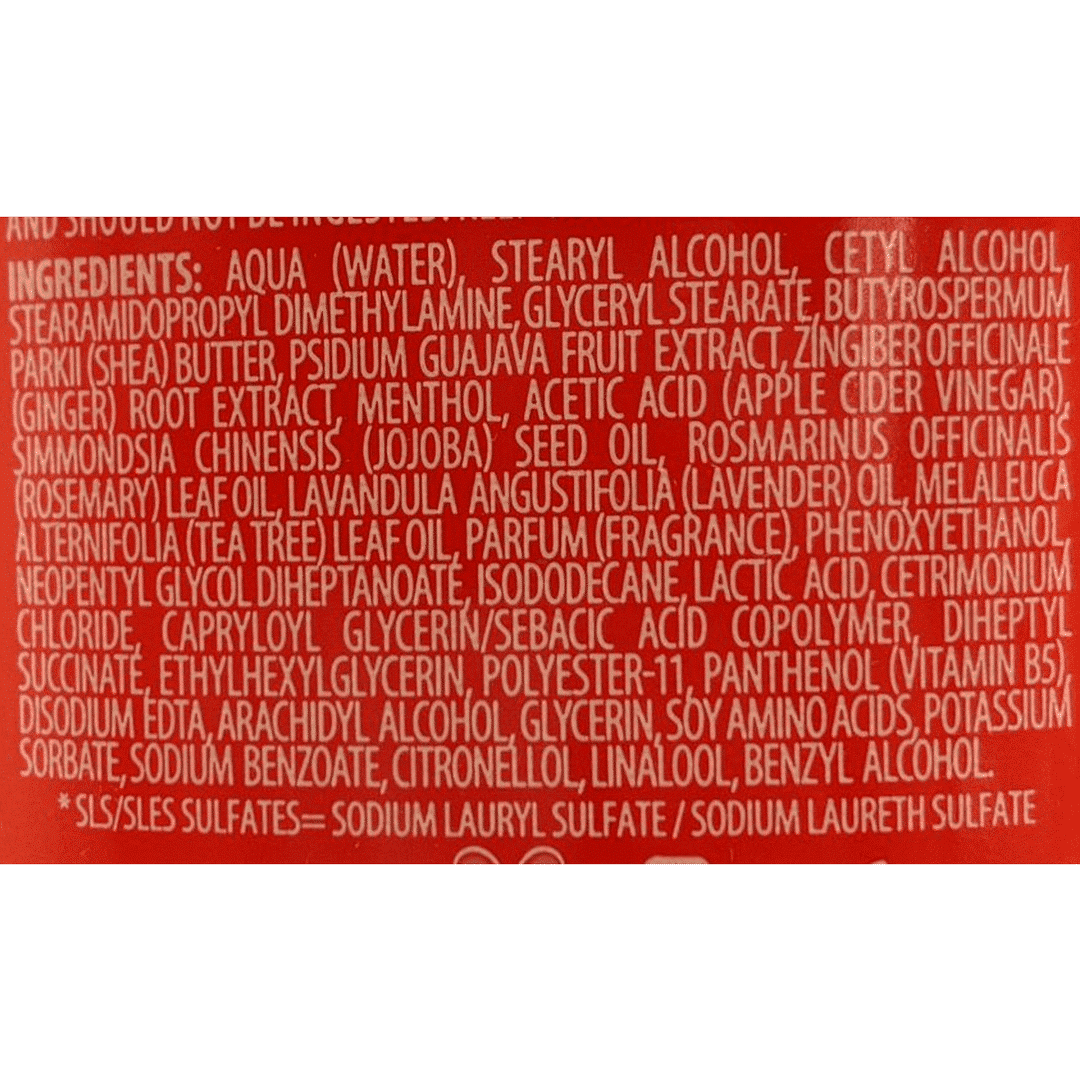 AND SHOULD NOT BE INGESTED.
INGREDIENTS: AQUA (WATER), STEARYL ALCOHOL, CETYL ALCOHOL,
STEARAMIDOPROPYL DIMETHYLAMINE, GLYCERYL STEARATE, BUTYROSPERMUM
PARKII (SHEA) BUTTER, PSIDIUM GUAJAVA FRUIT EXTRACT, ZINGIBER OFFICINALE
(GINGER) ROOT EXTRACT, MENTHOL, ACETIC ACID (APPLE CIDER VINEGAR),
SIMMONDSIA CHINENSIS (JOJOBA) SEED OIL, ROSMARINUS OFFICINALIS
(ROSEMARY) LEAF OIL, LAVANDULA ANGUSTIFOLIA (LAVENDER) OIL, MELALEUCA
ALTERNIFOLIA (TEA TREE) LEAF OIL, PARFUM (FRAGRANCE), PHENOXYETHANOL,
NEOPENTYL GLYCOL DIHEPTANOATE, ISODODECANE, LACTIC ACID, CETRIMONIUM
CHLORIDE, CAPRYLOYL GLYCERIN/SEBACIC ACID COPOLYMER, DIHEPTYL
SUCCINATE, ETHYLHEXYLGLYCERIN, POLYESTER-11, PANTHENOL (VITAMIN B5),
DISODIUM EDTA, ARACHIDYL ALCOHOL, GLYCERIN, SOY AMINO ACIDS, POTASSIUM
SORBATE, SODIUM BENZOATE, CITRONELLOL, LINALOOL, BENZYL ALCOHOL.
*SLS/SLES SULFATES= SODIUM LAURYL SULFATE / SODIUM LAURETH SULFATE